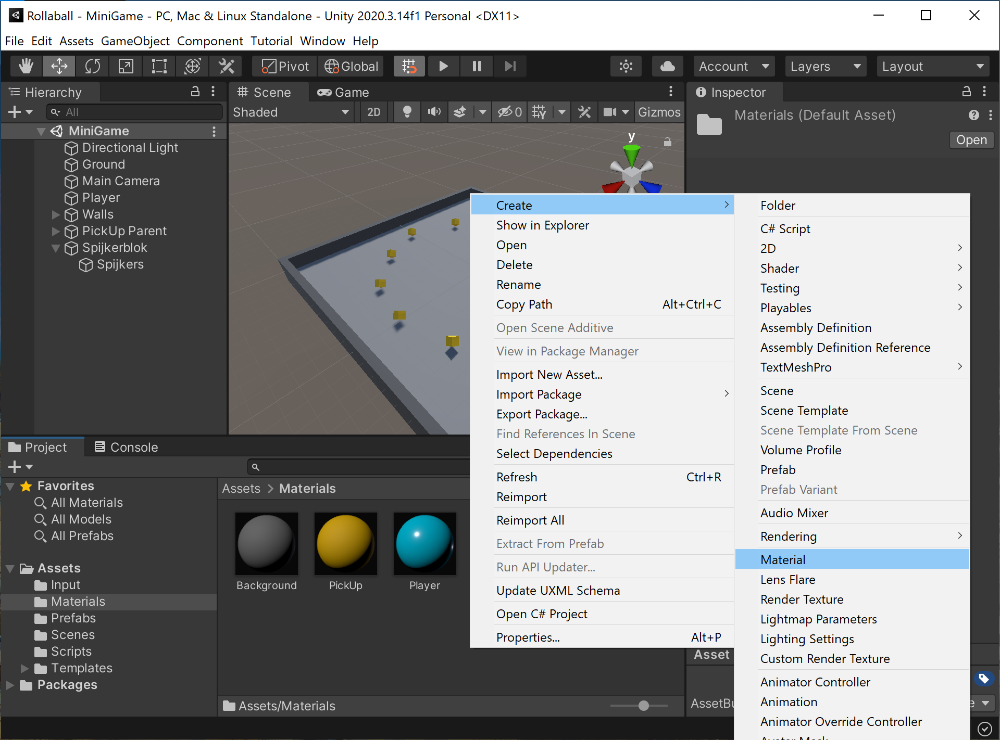 Rollaball - MiniGame - PC, Mac & Linux Standalone - Unity 2020.3.14f1 Personal <DX11>
File Edit Assets GameObject Component Tutorial Window Help
Pivot Global Account Layers Layout
Hierarchy
All
MiniGame
Directional Light
Ground
Main Camera
Player
Walls
PickUp Parent
Spijkerblok
Spijkers
Scene Game
Shaded 2D 0 Gizmos
y
Inspector
Materials (Default Asset)
Open
Create
Show in Explorer
Open
Delete
Rename
Copy Path Alt+Ctrl+C
Open Scene Additive
View in Package Manager
Import New Asset...
Import Package
Export Package...
Find References In Scene
Select Dependencies
Refresh Ctrl+R
Reimport
Reimport All
Extract From Prefab
Run API Updater...
Update UXML Schema
Open C# Project
Properties... Alt+P
Folder
C# Script
2D
Shader
Testing
Playables
Assembly Definition
Assembly Definition Reference
TextMeshPro
Scene
Scene Template
Scene Template From Scene
Volume Profile
Prefab
Prefab Variant
Audio Mixer
Rendering
Material
Lens Flare
Render Texture
Lightmap Parameters
Lighting Settings
Custom Render Texture
Animator Controller
Animation
Animator Override Controller
Project Console
Favorites
All Materials
All Models
All Prefabs
Assets
Input
Materials
Prefabs
Scenes
Scripts
Templates
Packages
Assets > Materials
Background PickUp Player
Assets/Materials
Asset